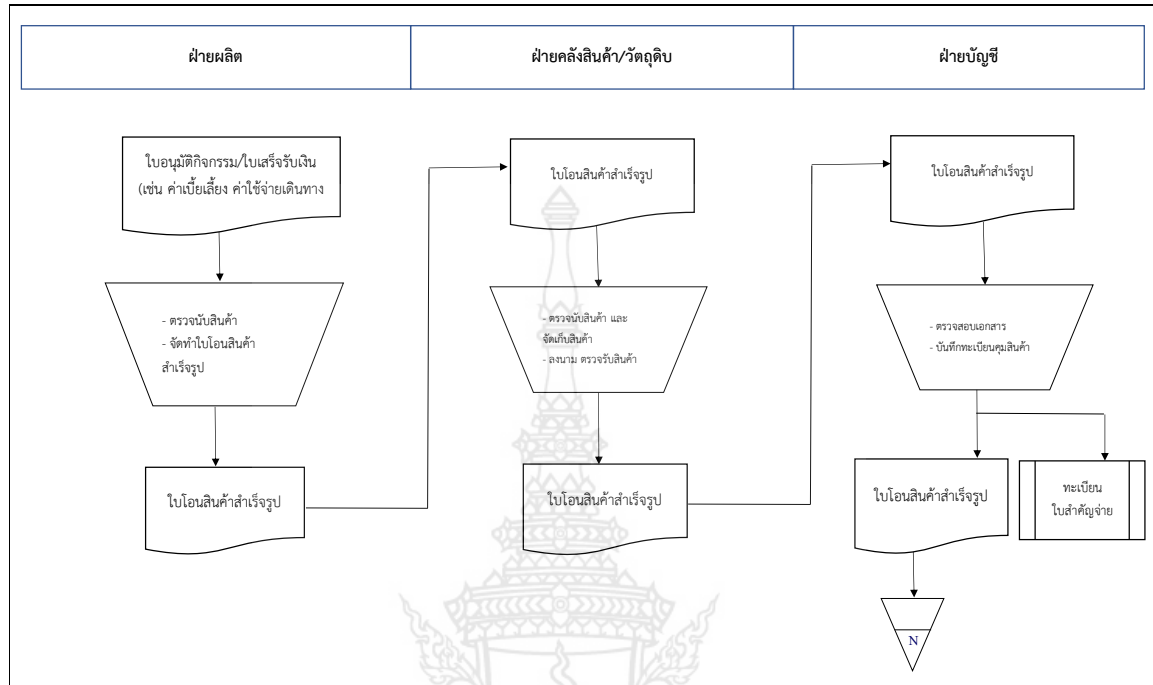 ฝ่ายผลิต
ฝ่ายคลังสินค้า/วัตถุดิบ
ฝ่ายบัญชี
ใบอนุมัติกิจกรรม/ใบเสร็จรับเงิน
(เช่น ค่าเบี้ยเลี้ยง ค่าใช้จ่ายเดินทาง
- ตรวจนับสินค้า
- จัดทำใบโอนสินค้า
สำเร็จรูป
ใบโอนสินค้าสำเร็จรูป
ใบโอนสินค้าสำเร็จรูป
- ตรวจนับสินค้า และ
จัดเก็บสินค้า
- ลงนาม ตรวจรับสินค้า
ใบโอนสินค้าสำเร็จรูป
ใบโอนสินค้าสำเร็จรูป
- ตรวจสอบเอกสาร
- บันทึกทะเบียนคุมสินค้า
ใบโอนสินค้าสำเร็จรูป
ทะเบียน
ใบสำคัญจ่าย
N